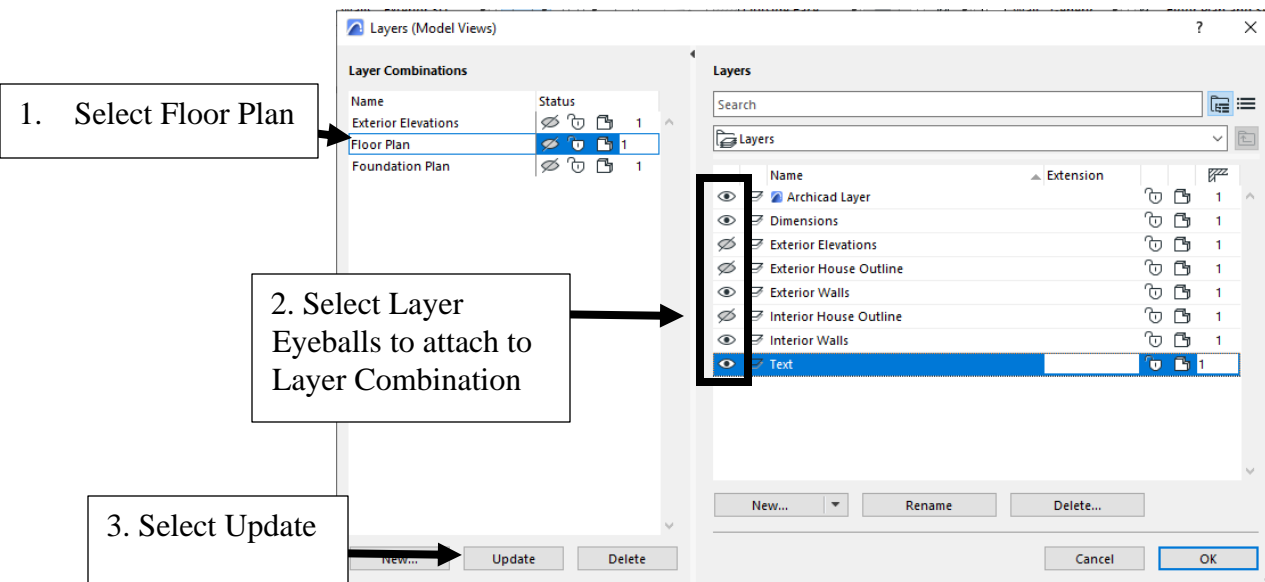 Layers (Model Views)
?
Layer Combinations
Layers
1. Select Floor Plan
Name Status
Exterior Elevations 1
Floor Plan 1
Foundation Plan 1
Search
Layers
Name Extension
Archicad Layer 1
Dimensions 1
Exterior Elevations 1
Exterior House Outline 1
Exterior Walls 1
Interior House Outline 1
Interior Walls 1
Text 1
2. Select Layer
Eyeballs to attach to
Layer Combination
New... Rename Delete...
3. Select Update
New... Update Delete
Cancel OK